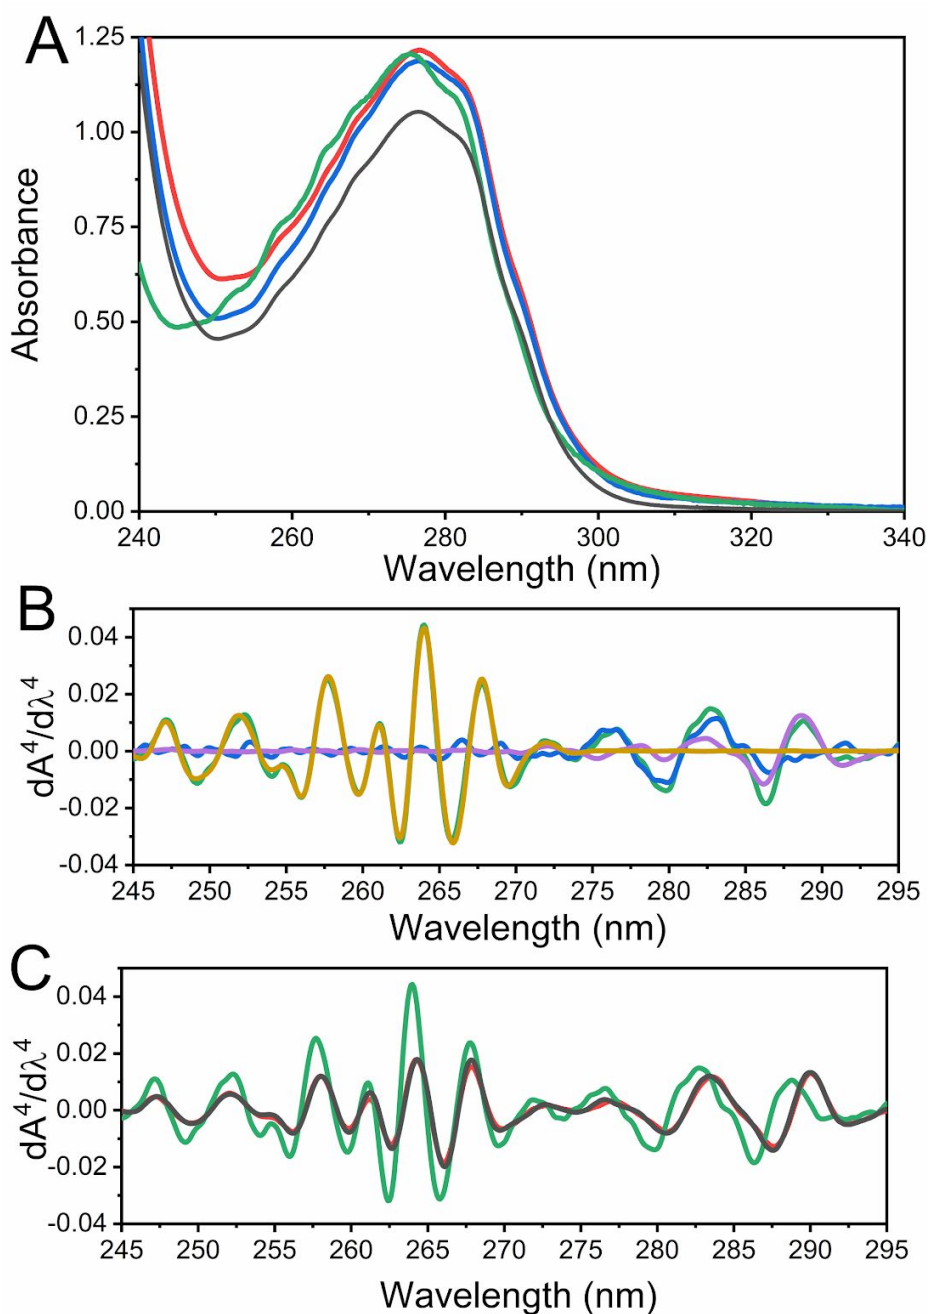 A
1.25
1.00
0.75
0.50
0.25
0.00
Absorbance
240 260 280 300 320 340
Wavelength (nm)
B
0.04
0.02
0.00
-0.02
-0.04
dA⁴/dλ⁴
245 250 255 260 265 270 275 280 285 290 295
Wavelength (nm)
C
0.04
0.02
0.00
-0.02
-0.04
dA⁴/dλ⁴
245 250 255 260 265 270 275 280 285 290 295
Wavelength (nm)